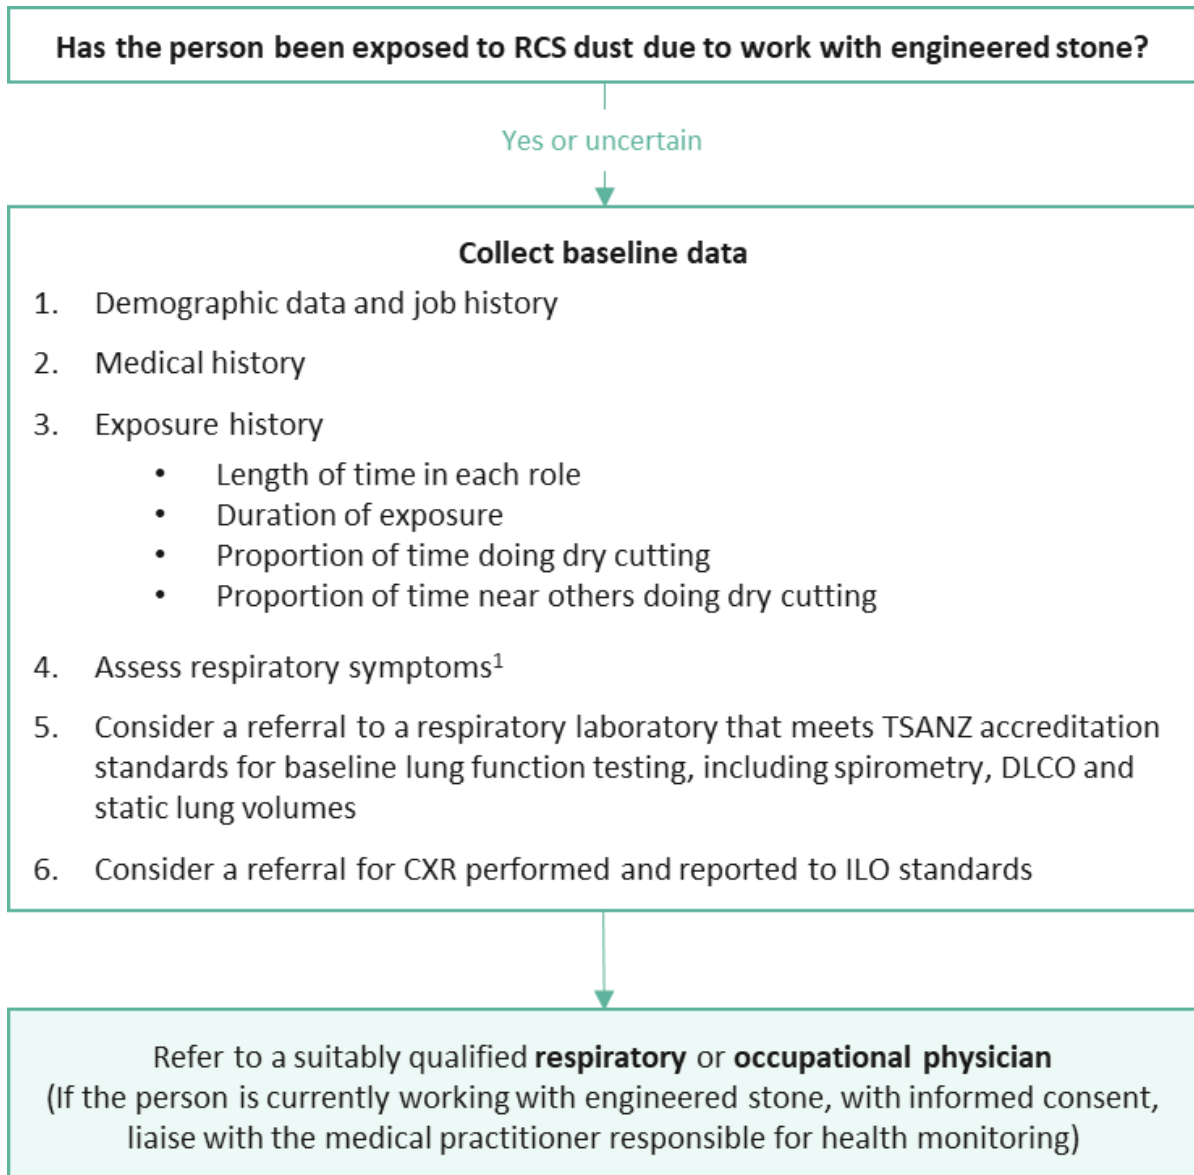 Has the person been exposed to RCS dust due to work with engineered stone?
Yes or uncertain
Collect baseline data
1. Demographic data and job history
2. Medical history
3. Exposure history
• Length of time in each role
• Duration of exposure
• Proportion of time doing dry cutting
• Proportion of time near others doing dry cutting
4. Assess respiratory symptoms¹
5. Consider a referral to a respiratory laboratory that meets TSANZ accreditation
standards for baseline lung function testing, including spirometry, DLCO and
static lung volumes
6. Consider a referral for CXR performed and reported to ILO standards
Refer to a suitably qualified respiratory or occupational physician
(If the person is currently working with engineered stone, with informed consent,
liaise with the medical practitioner responsible for health monitoring)